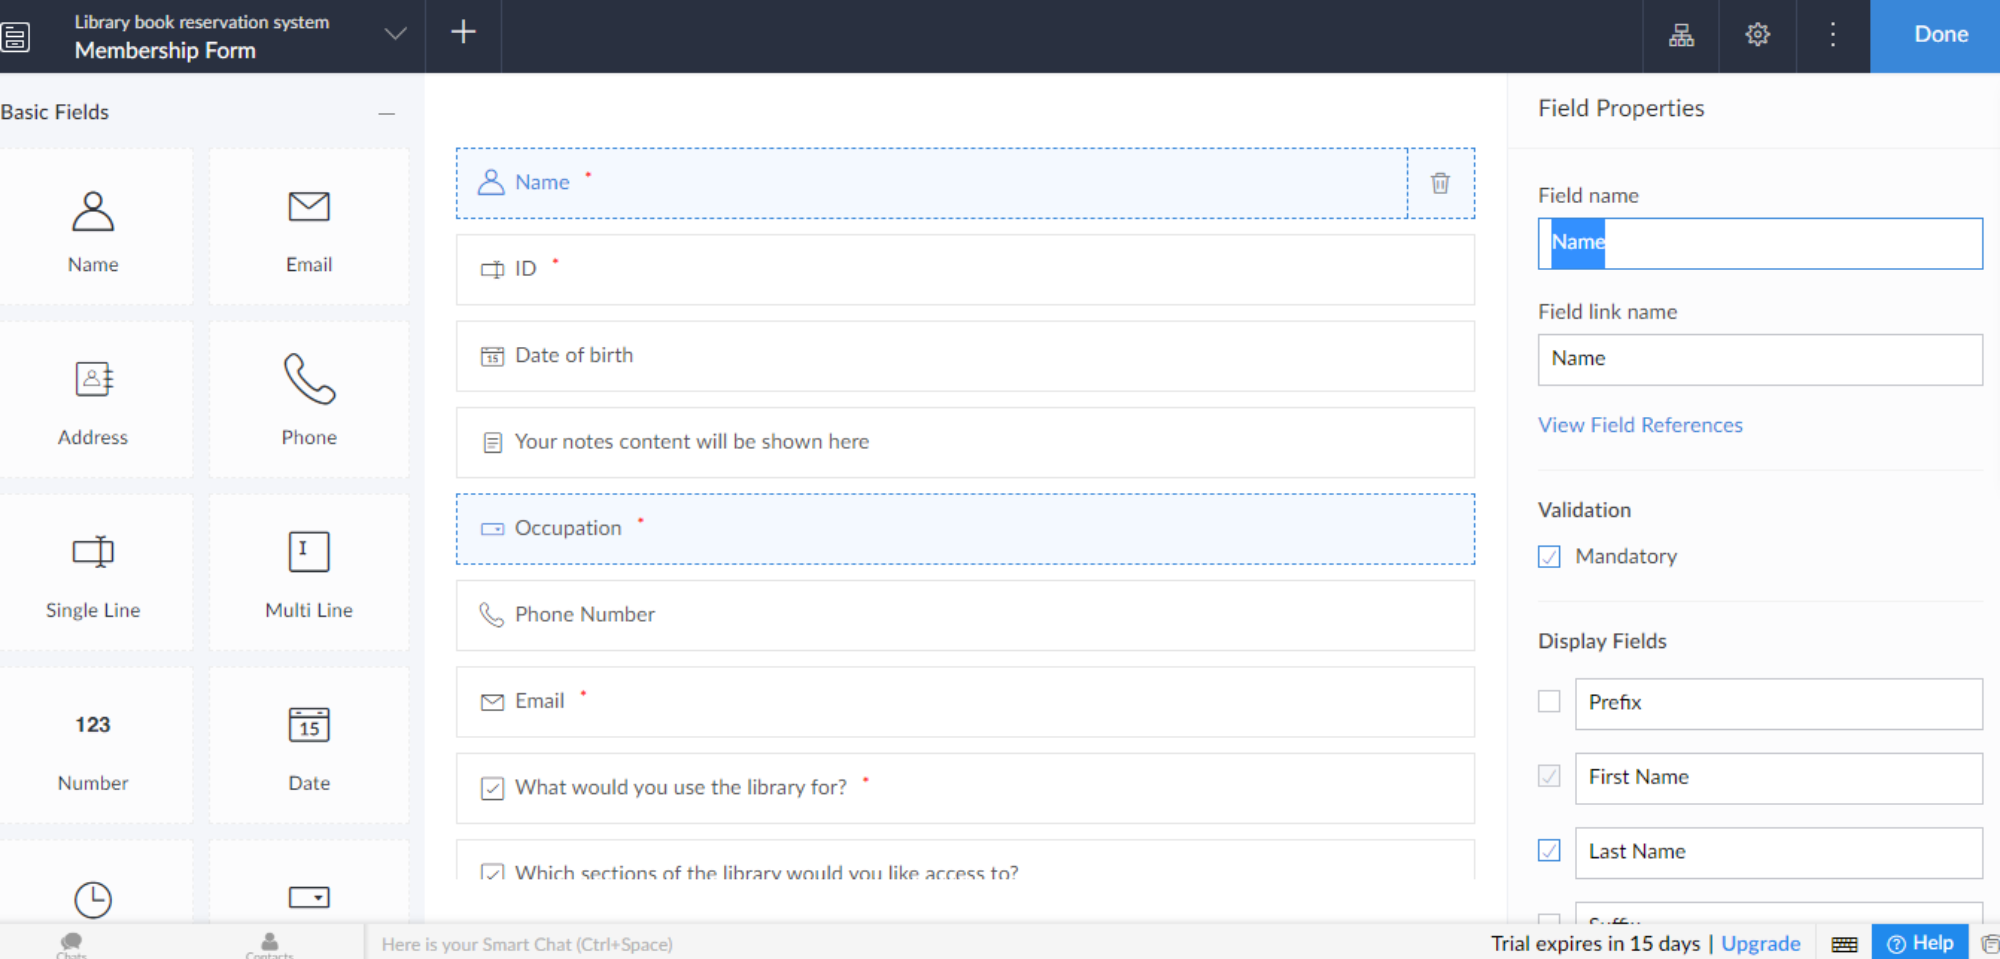 Library book reservation system
Membership Form
Done
Basic Fields
Name
Email
Address
Phone
Single Line
Multi Line
123
Number
15
Date
Name *
ID *
15 Date of birth
Your notes content will be shown here
Occupation *
Phone Number
Email *
What would you use the library for? *
Which sections of the library would you like access to?
Field Properties
Field name
Name
Field link name
Name
View Field References
Validation
Mandatory
Display Fields
Prefix
First Name
Last Name
Suffix
Chats
Contacts
Here is your Smart Chat (Ctrl+Space)
Trial expires in 15 days | Upgrade
? Help